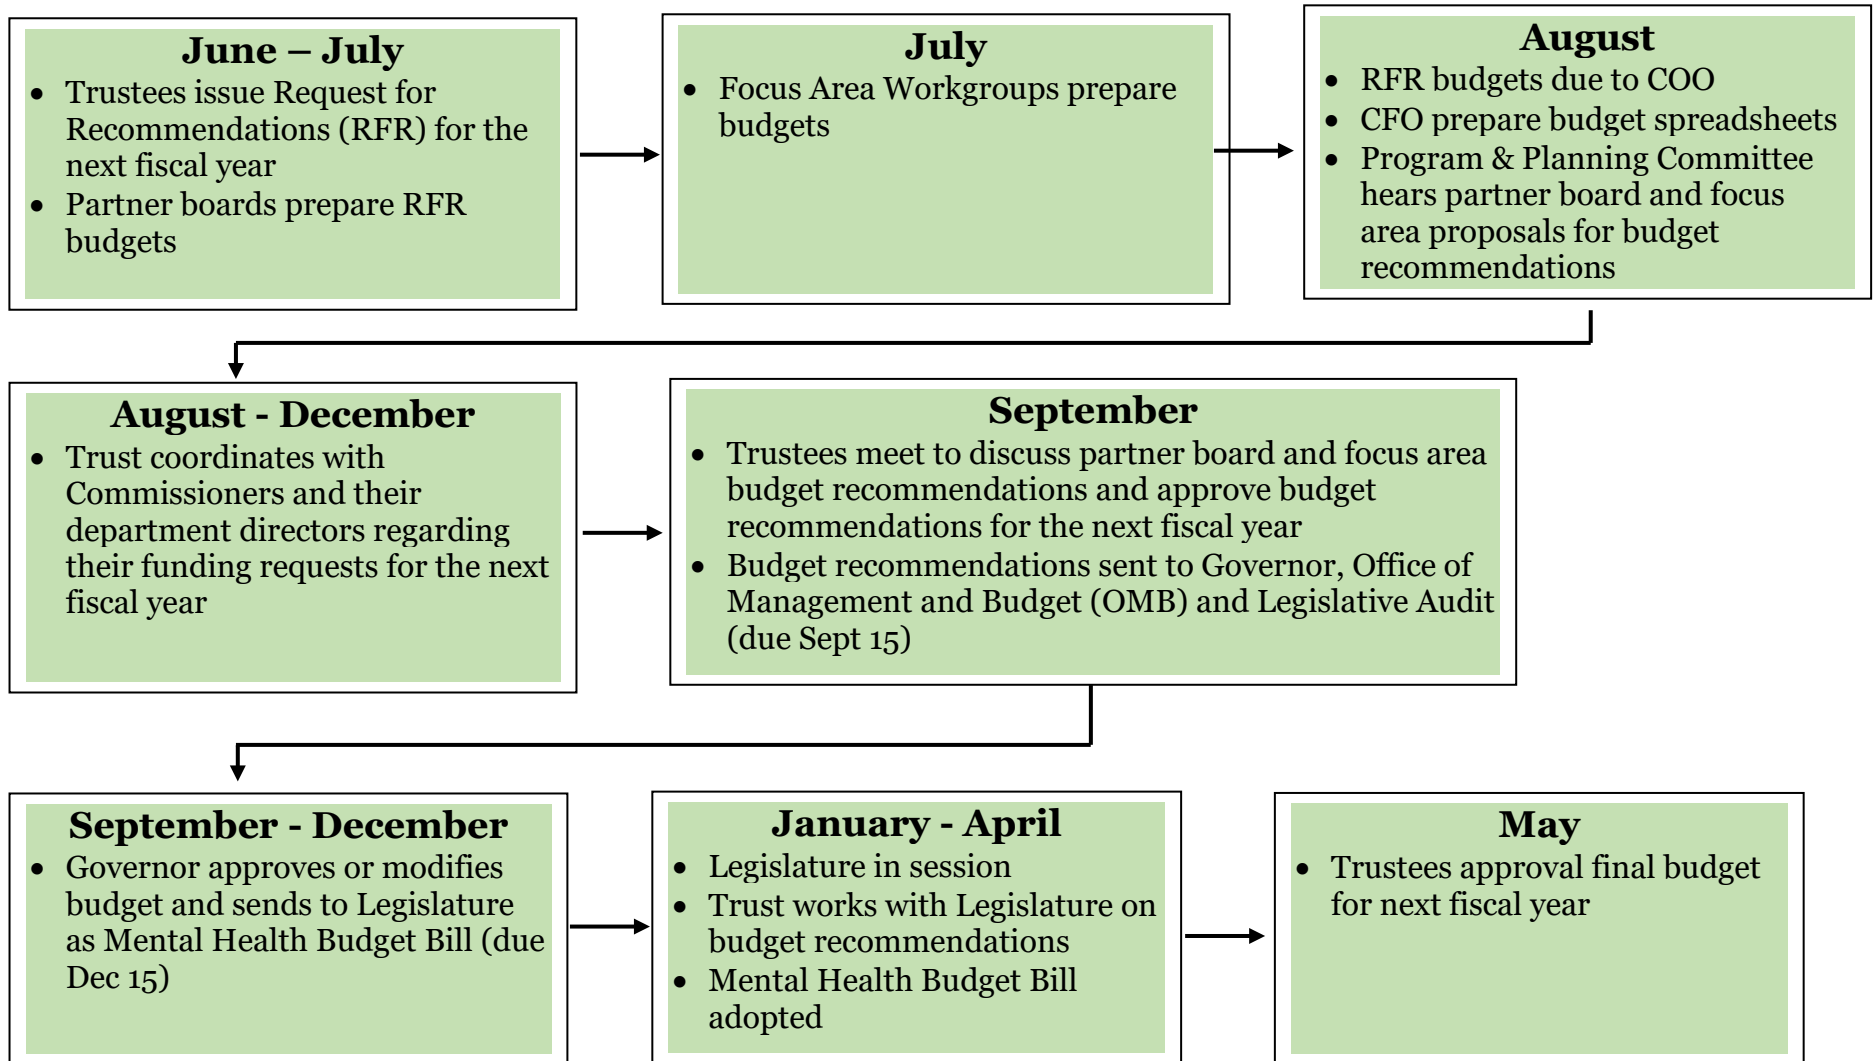 June – July
• Trustees issue Request for
Recommendations (RFR) for the
next fiscal year
• Partner boards prepare RFR
budgets
July
• Focus Area Workgroups prepare
budgets
August
• RFR budgets due to COO
• CFO prepare budget spreadsheets
• Program & Planning Committee
hears partner board and focus
area proposals for budget
recommendations
August - December
• Trust coordinates with
Commissioners and their
department directors regarding
their funding requests for the next
fiscal year
September
• Trustees meet to discuss partner board and focus area
budget recommendations and approve budget
recommendations for the next fiscal year
• Budget recommendations sent to Governor, Office of
Management and Budget (OMB) and Legislative Audit
(due Sept 15)
September - December
• Governor approves or modifies
budget and sends to Legislature
as Mental Health Budget Bill (due
Dec 15)
January - April
• Legislature in session
• Trust works with Legislature on
budget recommendations
• Mental Health Budget Bill
adopted
May
• Trustees approval final budget
for next fiscal year